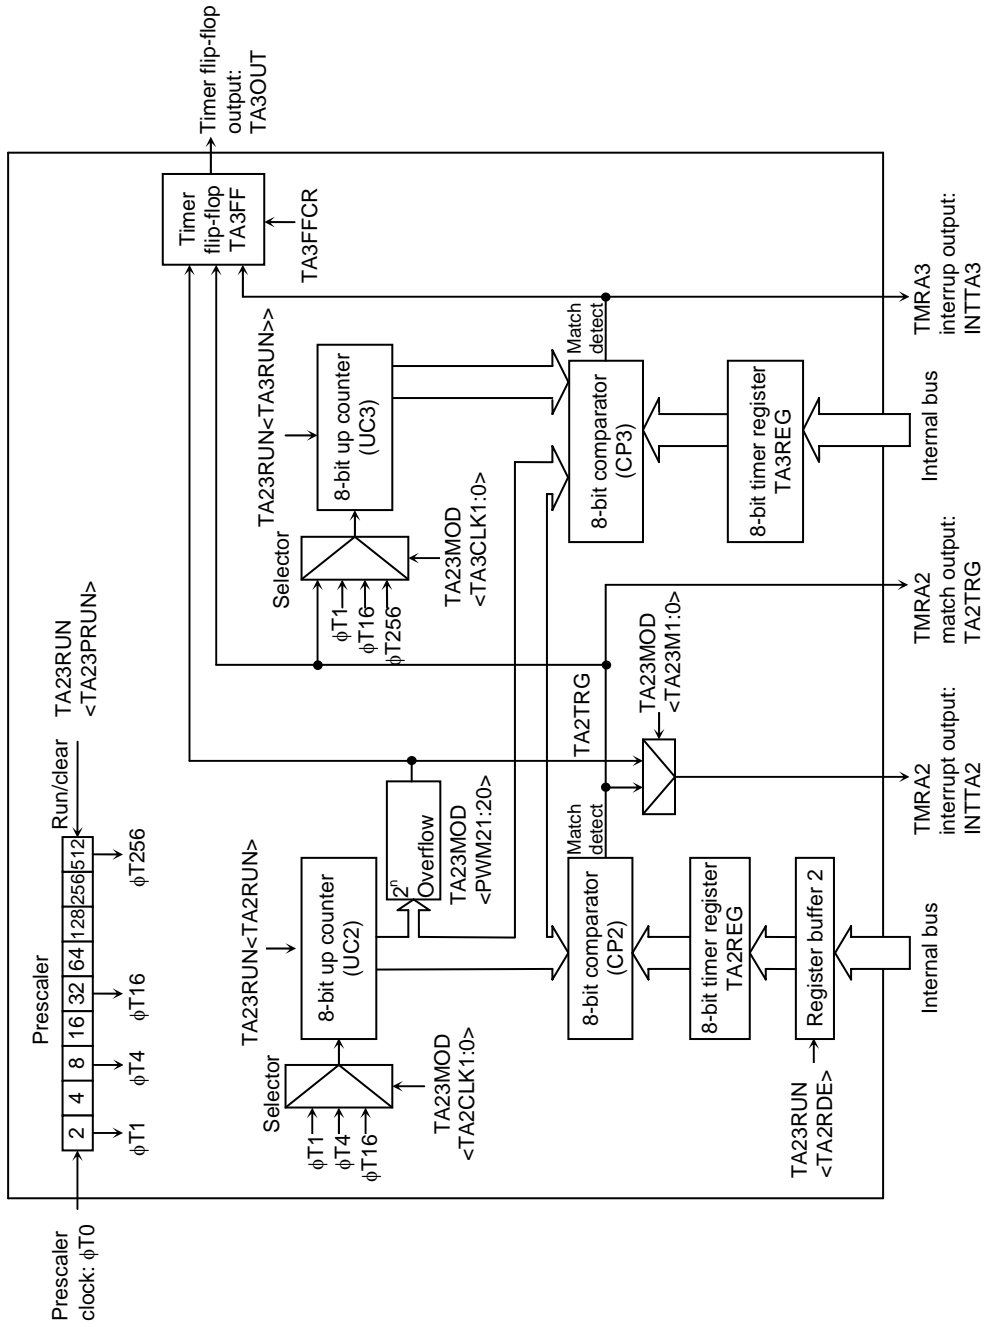 Prescaler
clock: φT0
Prescaler
2 4 8 16 32 64 128 256 512
Run/clear
TA23RUN
<TA23PRUN>
φT1
φT4
φT16
φT256
Selector
φT1
φT4
φT16
TA23MOD
<TA2CLK1:0>
TA23RUN<TA2RUN>
8-bit up counter
(UC2)
2n
Overflow
TA23MOD
<PWM21:20>
Selector
φT1
φT16
φT256
TA23MOD
<TA3CLK1:0>
TA23RUN<TA3RUN>>
8-bit up counter
(UC3)
Timer
flip-flop
TA3FF
TA3FFCR
Timer flip-flop
output:
TA3OUT
8-bit comparator
(CP2)
Match
detect
TA2TRG
TA23MOD
<TA23M1:0>
8-bit comparator
(CP3)
Match
detect
8-bit timer register
TA2REG
8-bit timer register
TA3REG
Register buffer 2
TA23RUN
<TA2RDE>
Internal bus
TMRA2
interrupt output:
INTTA2
TMRA2
match output:
TA2TRG
Internal bus
TMRA3
interrup output:
INTTA3